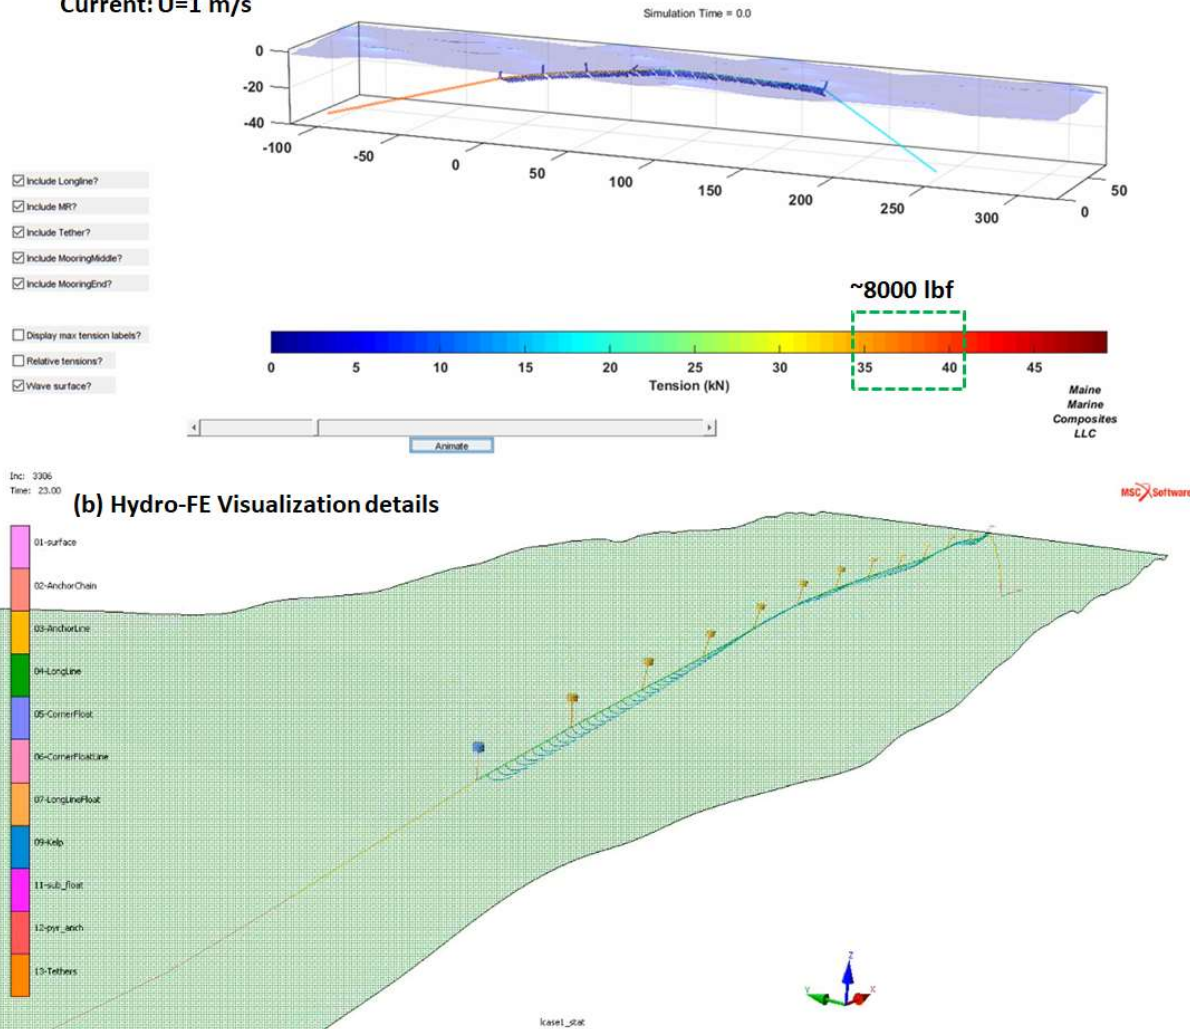 Current: U=1 m/s
Simulation Time = 0.0
0
-20
-40
-100
-50
0
50
100
150
200
250
300
50
0
Include Longline?
Include MR?
Include Tether?
Include MooringMiddle?
Include MooringEnd?
~8000 lbf
Display max tension labels?
Relative tensions?
Wave surface?
0 5 10 15 20 25 30 35 40 45
Tension (kN)
Maine
Marine
Composites
LLC
Animate
Inc: 3306
Time: 23.00
(b) Hydro-FE Visualization details
MSC Software
01-surface
02-AnchorChain
03-AnchorLine
04-LongLine
05-CornerFloat
06-CornerFloatLine
07-LongLineFloat
09-Kelp
11-sub_float
12-pyr_anch
13-Tethers
Z
Y
X
lcase1_stat